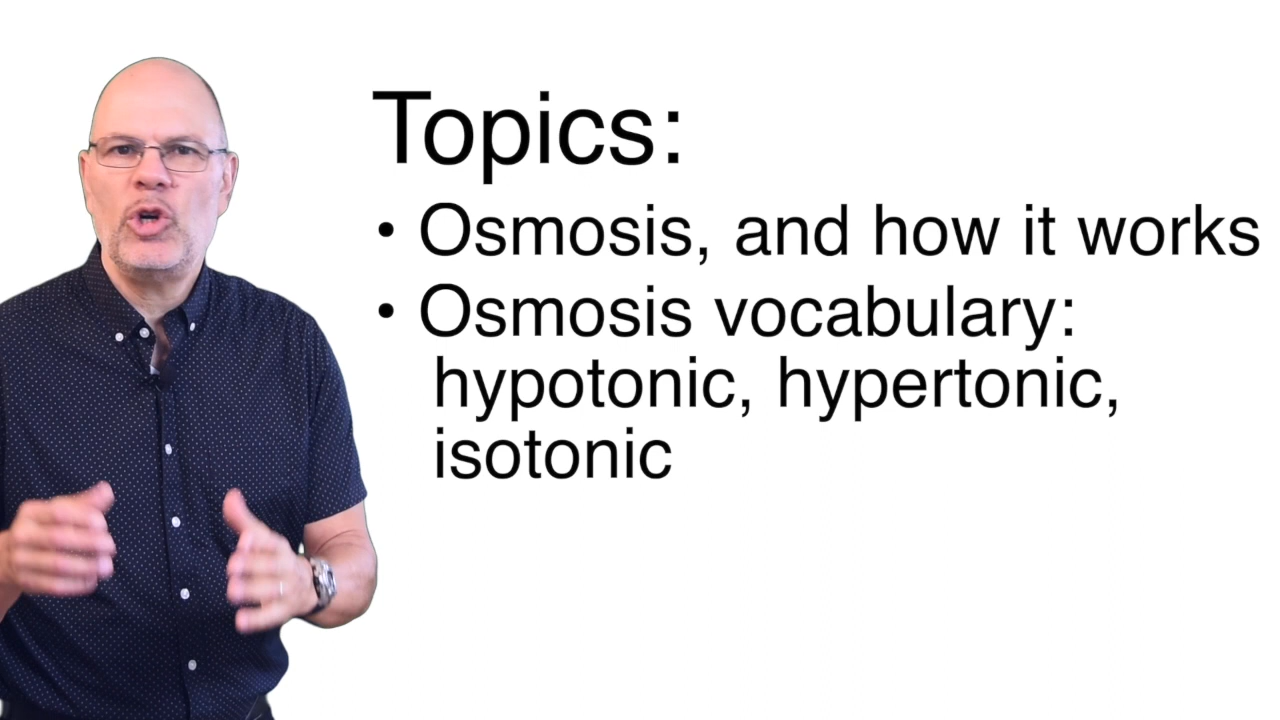 Topics:
• Osmosis, and how it works
• Osmosis vocabulary:
hypotonic, hypertonic,
isotonic